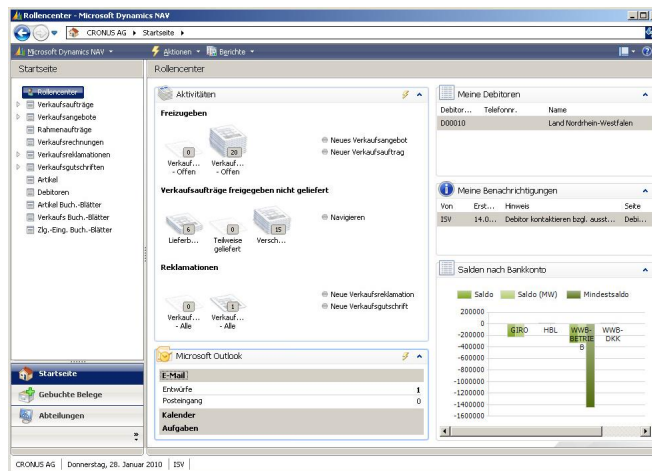 Rollencenter - Microsoft Dynamics NAV
CRONUS AG
Startseite
Microsoft Dynamics NAV
Aktionen
Berichte
Startseite
Rollencenter
Rollencenter
Verkaufsaufträge
Verkaufsangebote
Rahmenaufträge
Verkaufsrechnungen
Verkaufsreklamationen
Verkaufsgutschriften
Artikel
Debitoren
Artikel Buch.-Blätter
Verkaufs Buch.-Blätter
Zlg.-Eing. Buch.-Blätter
Startseite
Gebuchte Belege
Abteilungen
Aktivitäten
Freizugeben
0
20
Verkauf... - Offen
Verkauf... - Offen
Neues Verkaufsangebot
Neuer Verkaufsauftrag
Verkaufsaufträge freigegeben nicht geliefert
6
0
15
Lieferb...
Teilweise geliefert
Versch...
Navigieren
Reklamationen
0
1
Verkauf... - Alle
Verkauf... - Alle
Neue Verkaufsreklamation
Neue Verkaufsgutschrift
Microsoft Outlook
E-Mail
Entwürfe 1
Posteingang 0
Kalender
Aufgaben
Meine Debitoren
Debitor... Telefonnr. Name
D00010 Land Nordrhein-Westfalen
Meine Benachrichtigungen
Von Erst... Hinweis Seite
ISV 14.0... Debitor kontaktieren bzgl. ausst... Debi...
Salden nach Bankkonto
Saldo Saldo (MW) Mindestsaldo
200000
0
-200000
-400000
-600000
-800000
-1000000
-1200000
-1400000
-1600000
GIRO
HBL
WWB-BETRIEB
WWB-DKK
CRONUS AG Donnerstag, 28. Januar 2010 ISV